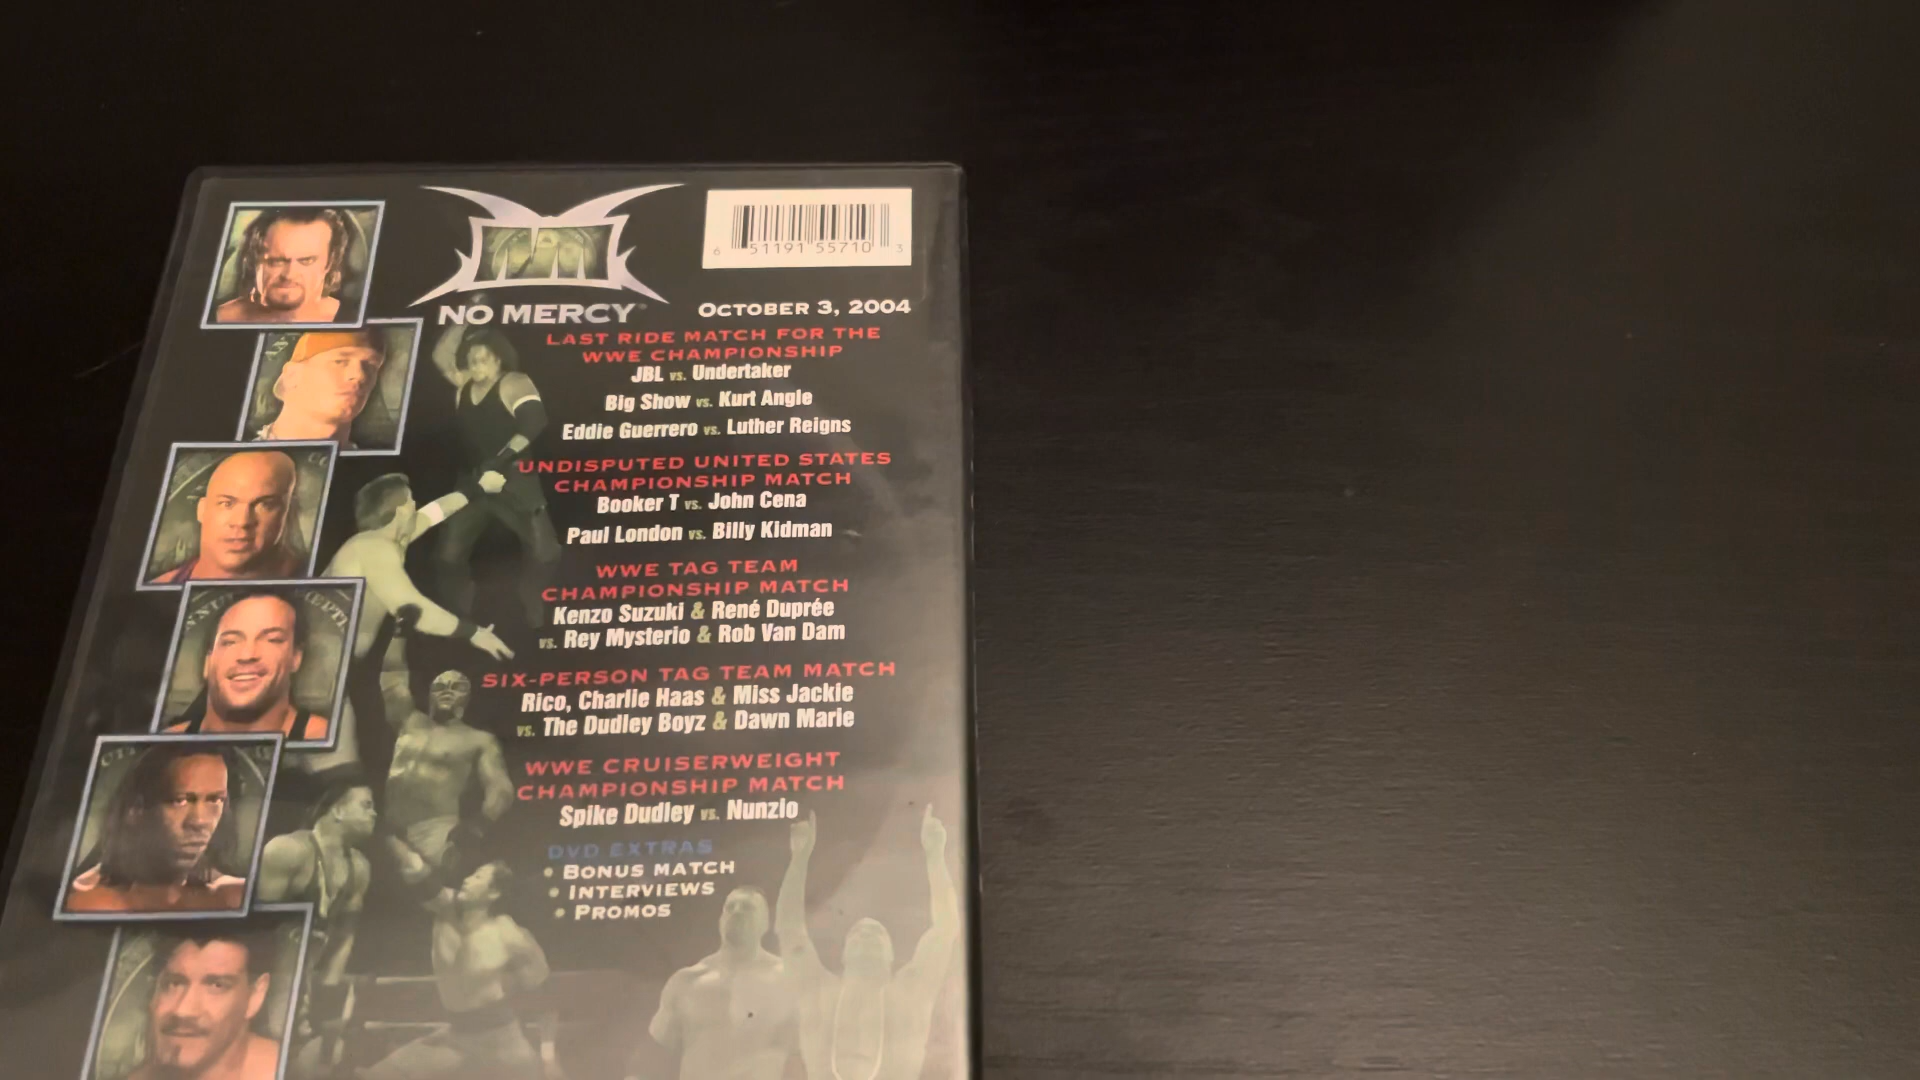 6 51191 55710 3
NO MERCY
OCTOBER 3, 2004
LAST RIDE MATCH FOR THE
WWE CHAMPIONSHIP
JBL vs. Undertaker
Big Show vs. Kurt Angle
Eddie Guerrero vs. Luther Reigns
UNDISPUTED UNITED STATES
CHAMPIONSHIP MATCH
Booker T vs. John Cena
Paul London vs. Billy Kidman
WWE TAG TEAM
CHAMPIONSHIP MATCH
Kenzo Suzuki & René Duprée
vs. Rey Mysterio & Rob Van Dam
SIX-PERSON TAG TEAM MATCH
Rico, Charlie Haas & Miss Jackie
vs. The Dudley Boyz & Dawn Marie
WWE CRUISERWEIGHT
CHAMPIONSHIP MATCH
Spike Dudley vs. Nunzio
DVD EXTRAS
• BONUS MATCH
• INTERVIEWS
• PROMOS